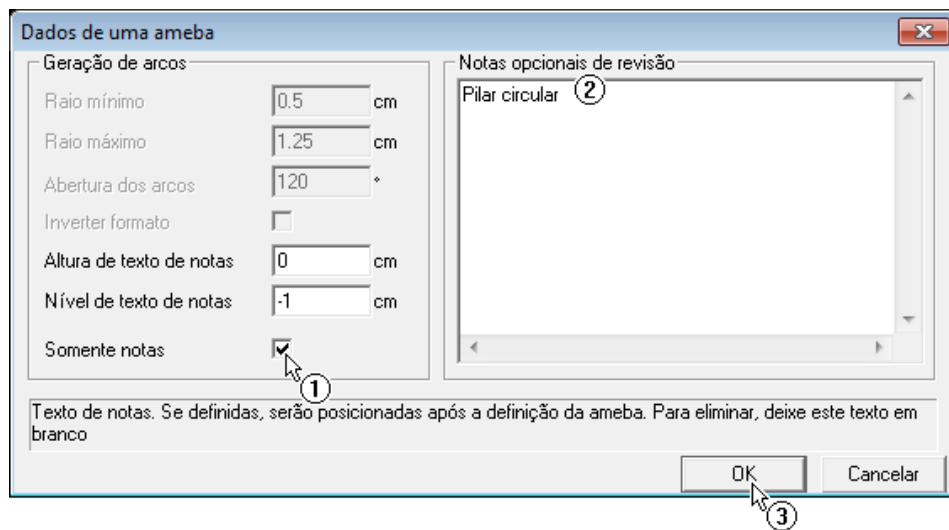 Dados de uma ameba
Geração de arcos
Raio mínimo 0.5 cm
Raio máximo 1.25 cm
Abertura dos arcos 120 °
Inverter formato
Altura de texto de notas 0 cm
Nível de texto de notas -1 cm
Somente notas
1
Notas opcionais de revisão
Pilar circular 2
Texto de notas. Se definidas, serão posicionadas após a definição da ameba. Para eliminar, deixe este texto em
branco
OK Cancelar
3